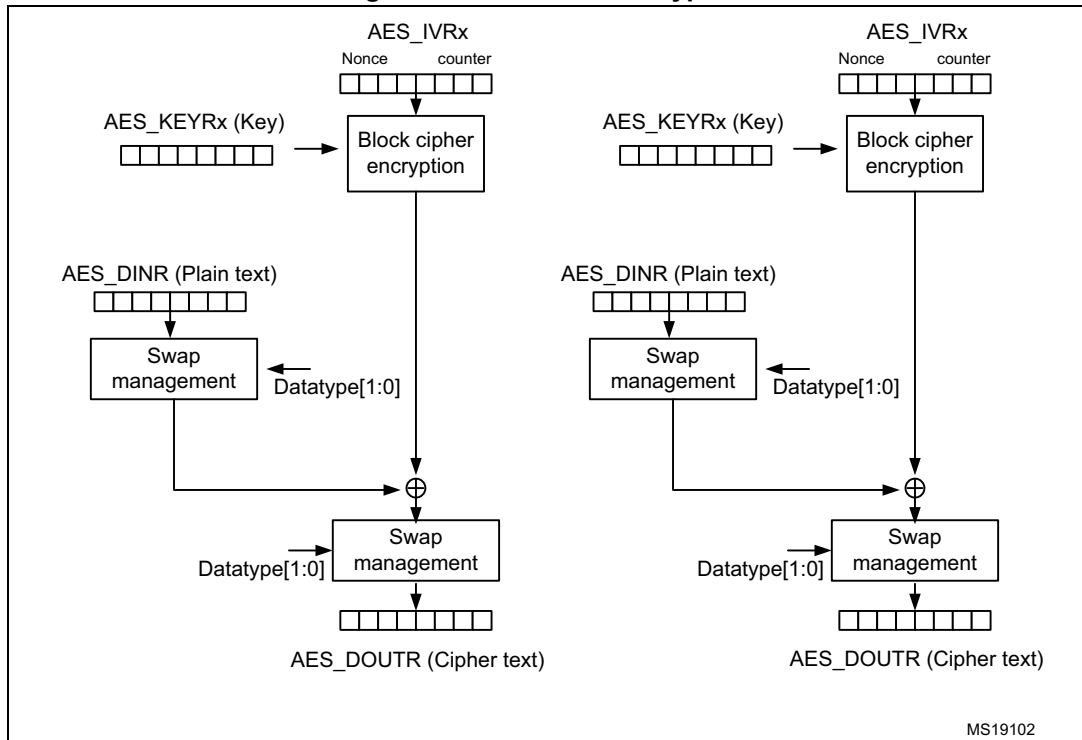 AES_IVRx
Nonce counter
AES_KEYRx (Key)
Block cipher
encryption
AES_DINR (Plain text)
Swap
management
Datatype[1:0]
Swap
management
Datatype[1:0]
AES_DOUTR (Cipher text)
AES_IVRx
Nonce counter
AES_KEYRx (Key)
Block cipher
encryption
AES_DINR (Plain text)
Swap
management
Datatype[1:0]
Swap
management
Datatype[1:0]
AES_DOUTR (Cipher text)
MS19102